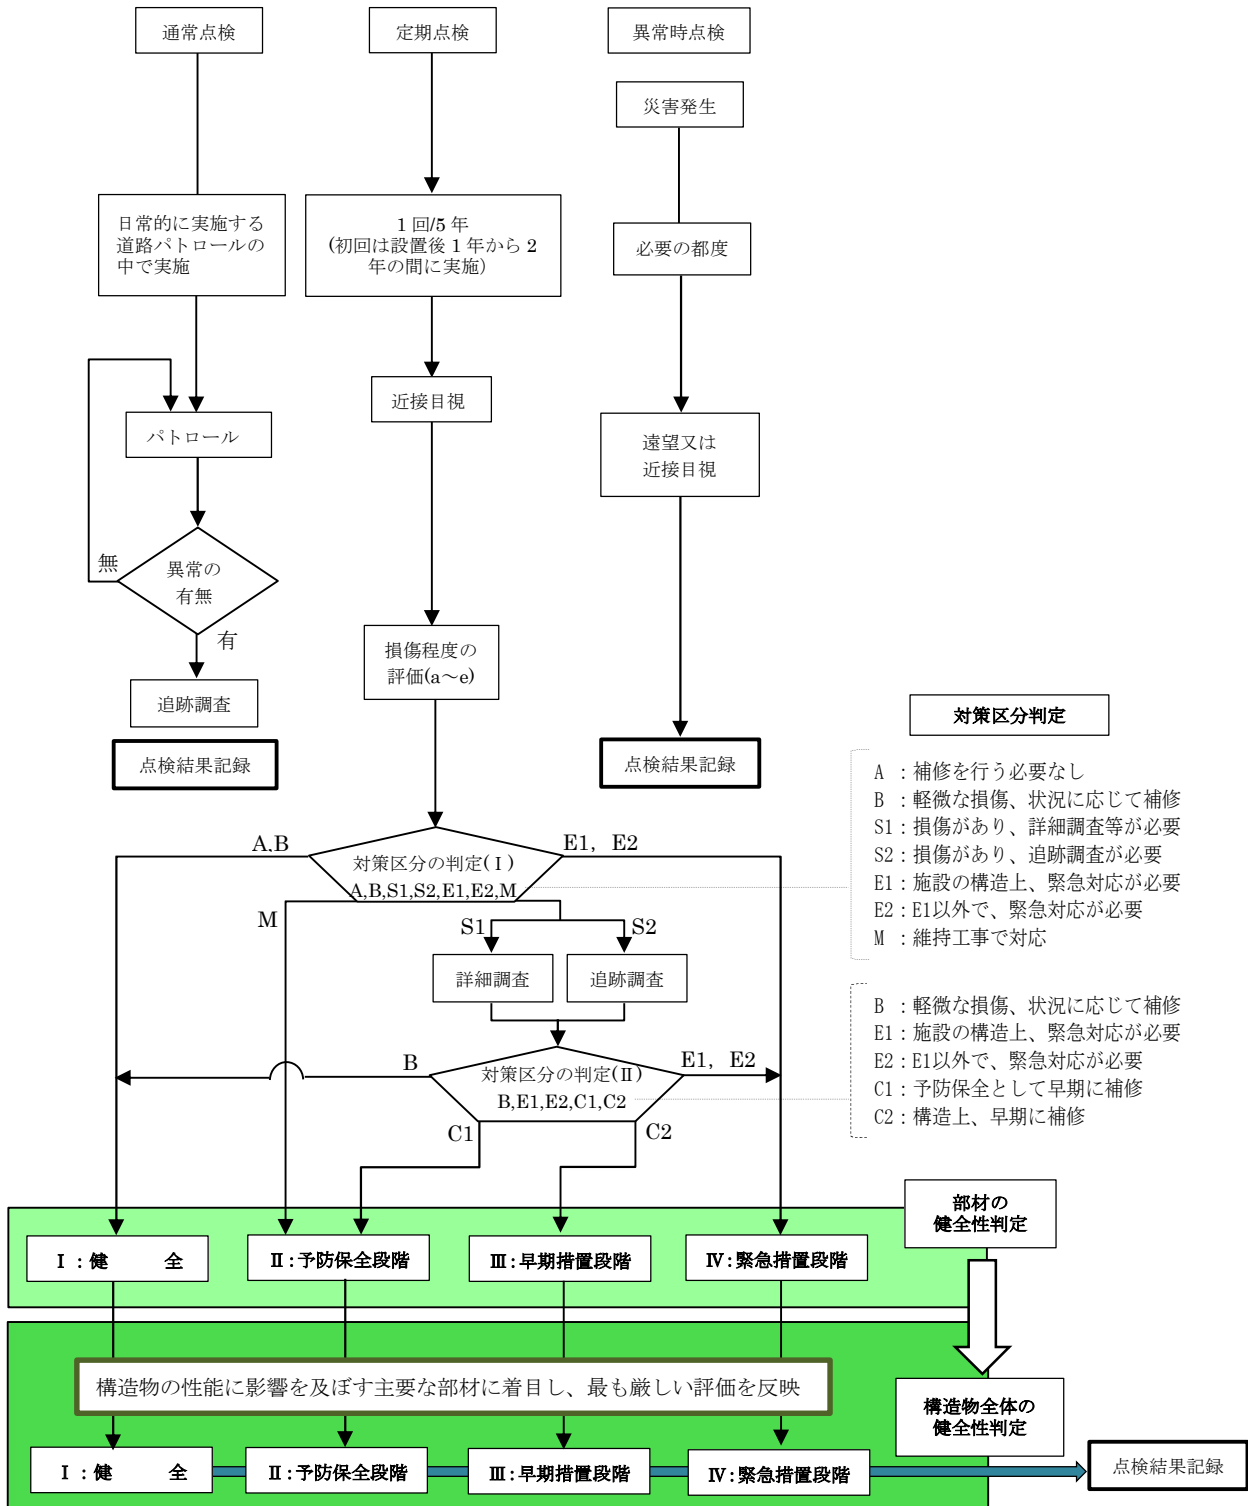 通常点検
定期点検
異常時点検
災害発生
日常的に実施する
道路パトロールの
中で実施
1 回/5 年
(初回は設置後 1 年から 2
年の間に実施)
必要の都度
近接目視
パトロール
遠望又は
近接目視
無
異常の
有無
有
損傷程度の
評価(a～e)
追跡調査
点検結果記録
点検結果記録
対策区分判定
A ：補修を行う必要なし
B ：軽微な損傷、状況に応じて補修
S1：損傷があり、詳細調査等が必要
S2：損傷があり、追跡調査が必要
E1：施設の構造上、緊急対応が必要
E2：E1以外で、緊急対応が必要
M ：維持工事で対応
A,B
対策区分の判定(Ⅰ)
A,B,S1,S2,E1,E2,M
E1, E2
M
S1
S2
詳細調査
追跡調査
B ：軽微な損傷、状況に応じて補修
E1：施設の構造上、緊急対応が必要
E2：E1以外で、緊急対応が必要
C1：予防保全として早期に補修
C2：構造上、早期に補修
B
対策区分の判定(Ⅱ)
B,E1,E2,C1,C2
E1, E2
C1
C2
部材の
健全性判定
Ⅰ：健　　全
Ⅱ：予防保全段階
Ⅲ：早期措置段階
Ⅳ：緊急措置段階
構造物の性能に影響を及ぼす主要な部材に着目し、最も厳しい評価を反映
構造物全体の
健全性判定
Ⅰ：健　　全
Ⅱ：予防保全段階
Ⅲ：早期措置段階
Ⅳ：緊急措置段階
点検結果記録